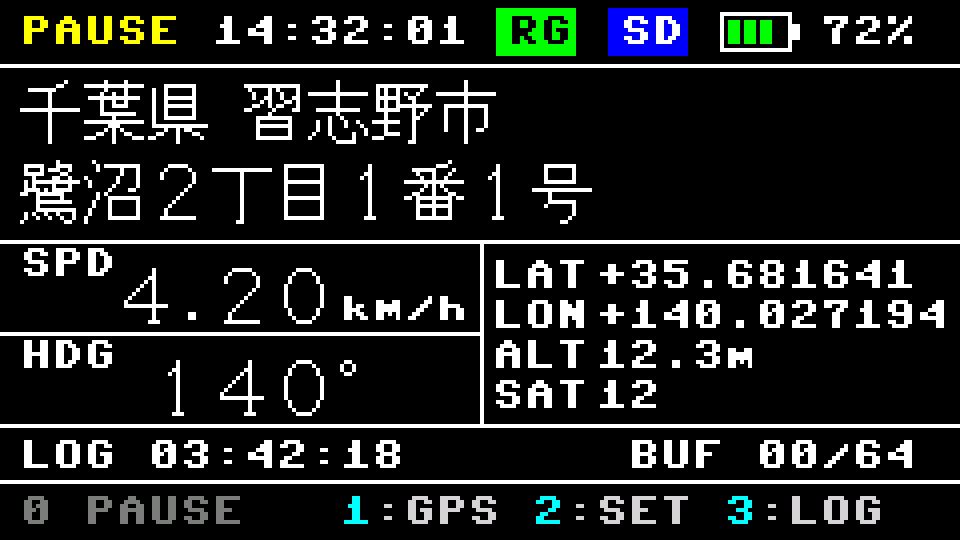 PAUSE 14:32:01 RG SD 72%
千葉県 習志野市
鷺沼2丁目1番1号
SPD 4.20 km/h
HDG 140°
LAT +35.681641
LON +140.027194
ALT 12.3m
SAT 12
LOG 03:42:18 BUF 00/64
0 PAUSE 1:GPS 2:SET 3:LOG